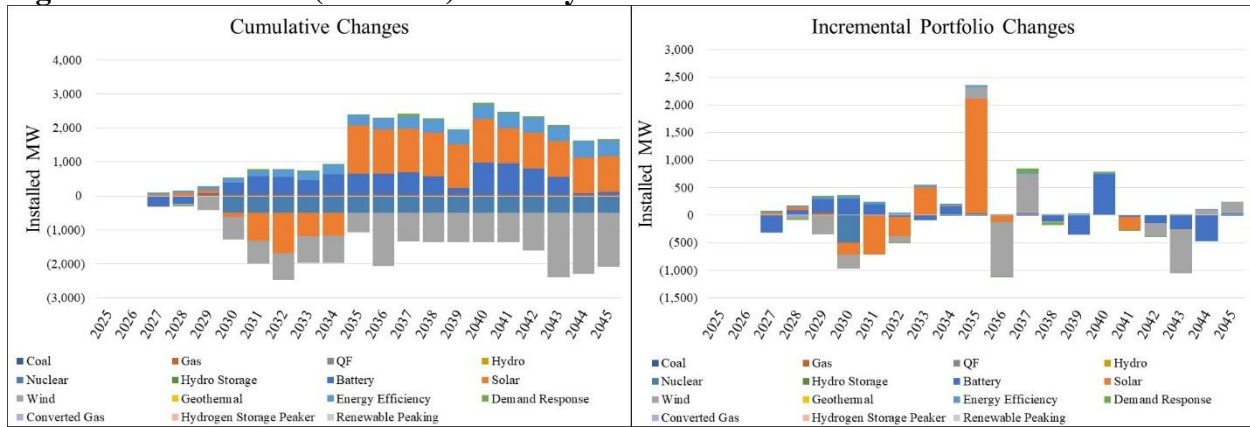 Cumulative Changes
Installed MW
4,000
3,000
2,000
1,000
0
(1,000)
(2,000)
(3,000)
2025 2026 2027 2028 2029 2030 2031 2032 2033 2034 2035 2036 2037 2038 2039 2040 2041 2042 2043 2044 2045
Coal Gas QF Hydro
Nuclear Hydro Storage Battery Solar
Wind Geothermal Energy Efficiency Demand Response
Converted Gas Hydrogen Storage Peaker Renewable Peaking
Incremental Portfolio Changes
Installed MW
3,000
2,500
2,000
1,500
1,000
500
0
(500)
(1,000)
(1,500)
2025 2026 2027 2028 2029 2030 2031 2032 2033 2034 2035 2036 2037 2038 2039 2040 2041 2042 2043 2044 2045
Coal Gas QF Hydro
Nuclear Hydro Storage Battery Solar
Wind Geothermal Energy Efficiency Demand Response
Converted Gas Hydrogen Storage Peaker Renewable Peaking